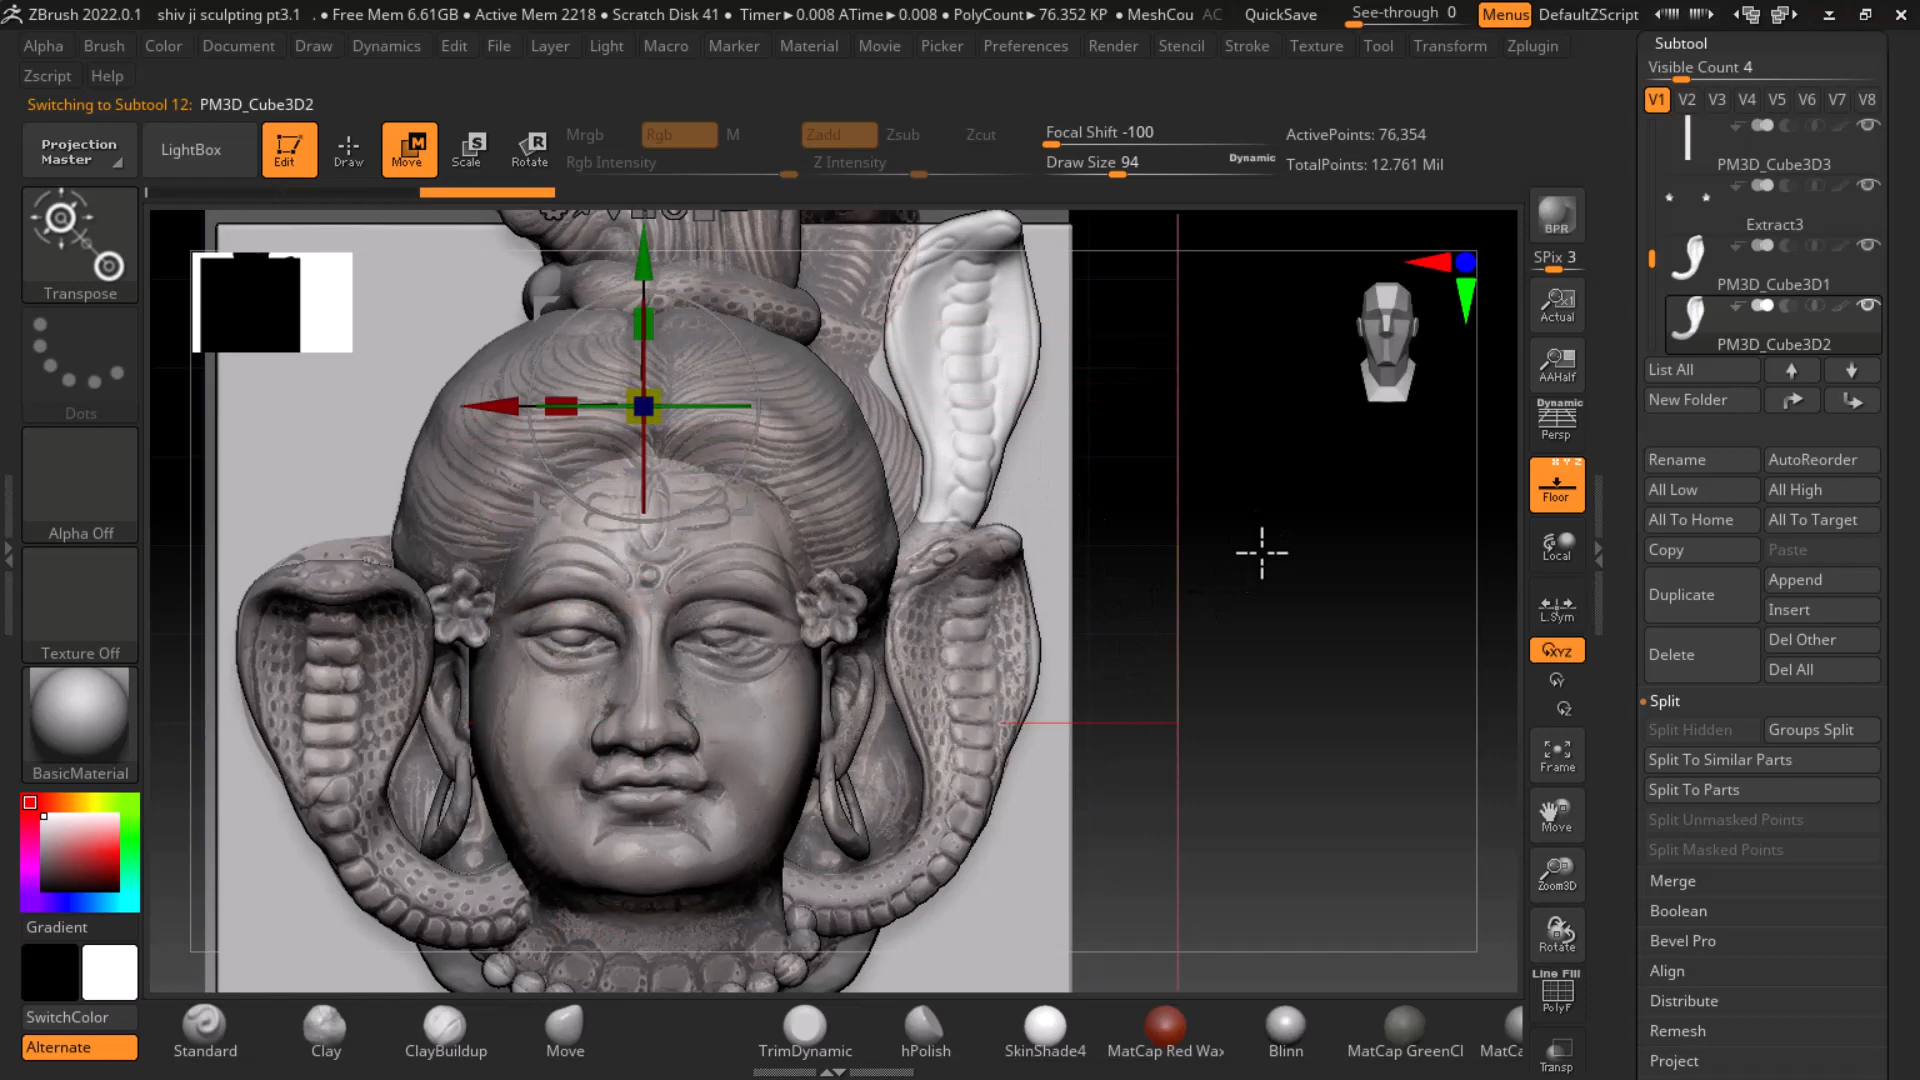 ZBrush 2022.0.1 shiv ji sculpting pt3.1 . • Free Mem 6.61GB • Active Mem 2218 • Scratch Disk 41 • Timer►0.008 ATime►0.008 • PolyCount►76.352 KP • MeshCou AC QuickSave See-through 0 Menus DefaultZScript
Alpha Brush Color Document Draw Dynamics Edit File Layer Light Macro Marker Material Movie Picker Preferences Render Stencil Stroke Texture Tool Transform Zplugin
Zscript Help
Switching to Subtool 12: PM3D_Cube3D2
Projection Master
LightBox
Edit
Draw
Move
Scale
Rotate
Mrgb Rgb M
Rgb Intensity
Zadd Zsub Zcut
Z Intensity
Focal Shift -100
Draw Size 94 Dynamic
ActivePoints: 76,354
TotalPoints: 12.761 Mil
Transpose
Dots
Alpha Off
Texture Off
BasicMaterial
Gradient
SwitchColor
Alternate
BPR
SPix 3
Actual
AAHalf
Dynamic
Persp
XYZ
Floor
Local
L.Sym
XYZ
Y
Z
Frame
Move
Zoom3D
Rotate
Line Fill
PolyF
Transp
Subtool
Visible Count 4
V1 V2 V3 V4 V5 V6 V7 V8
PM3D_Cube3D3
Extract3
PM3D_Cube3D1
PM3D_Cube3D2
List All
New Folder
Rename AutoReorder
All Low All High
All To Home All To Target
Copy Paste
Duplicate Append
Insert
Delete Del Other
Del All
Split
Split Hidden Groups Split
Split To Similar Parts
Split To Parts
Split Unmasked Points
Split Masked Points
Merge
Boolean
Bevel Pro
Align
Distribute
Remesh
Project
Standard Clay ClayBuildup Move TrimDynamic hPolish SkinShade4 MatCap Red Wax Blinn MatCap GreenCl MatCa